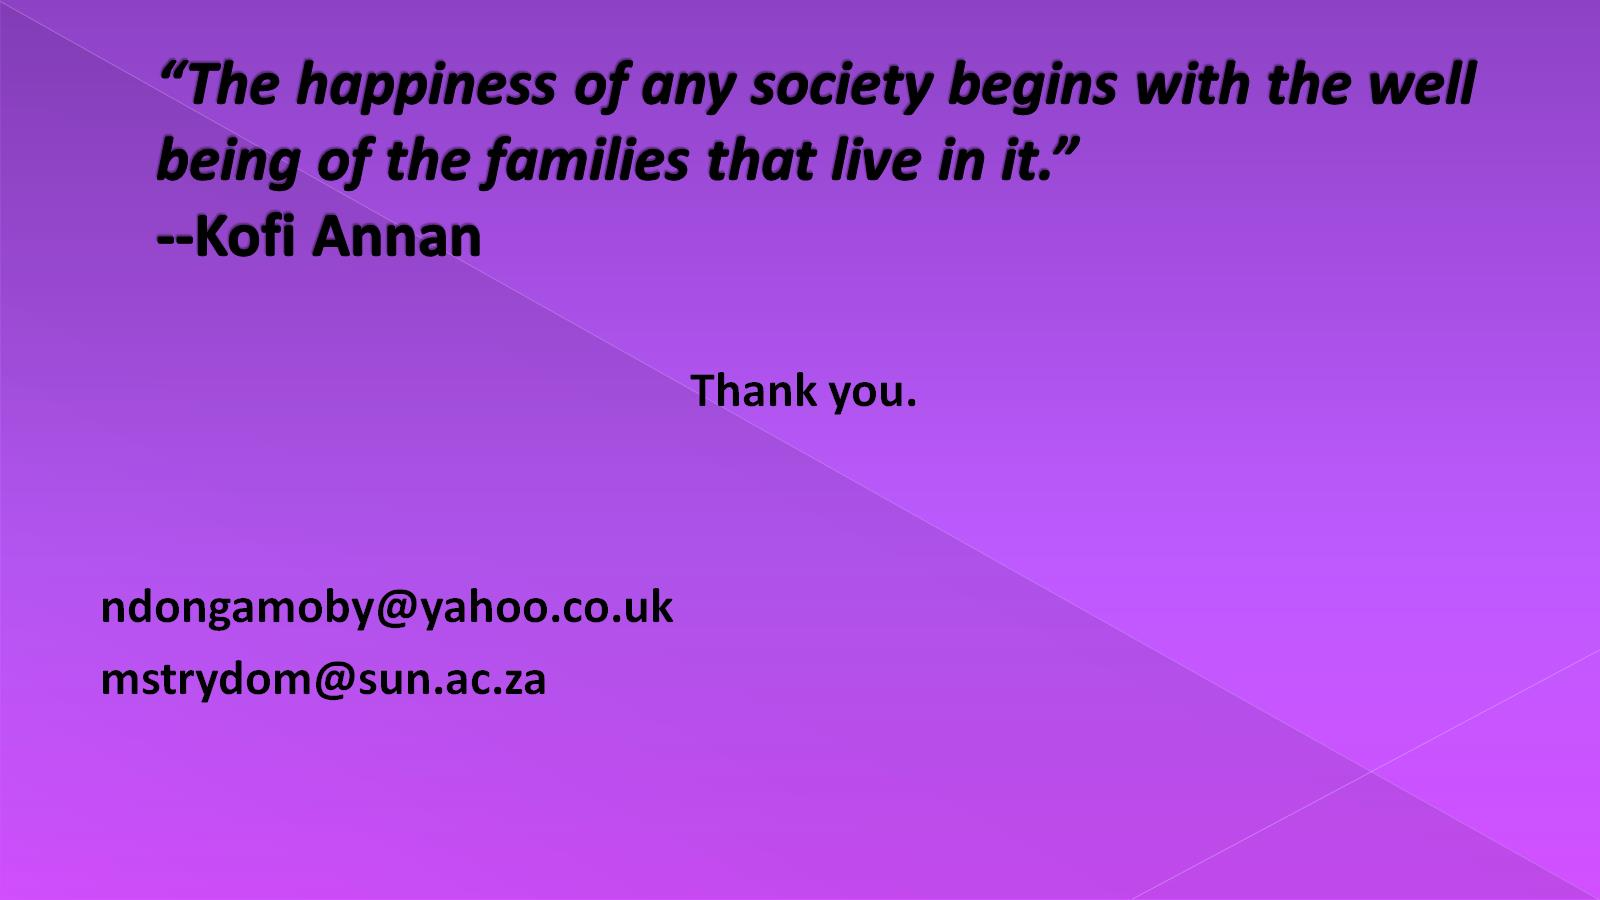 “The happiness of any society begins with the well
being of the families that live in it.”
--Kofi Annan
Thank you.
ndongamoby@yahoo.co.uk
mstrydom@sun.ac.za